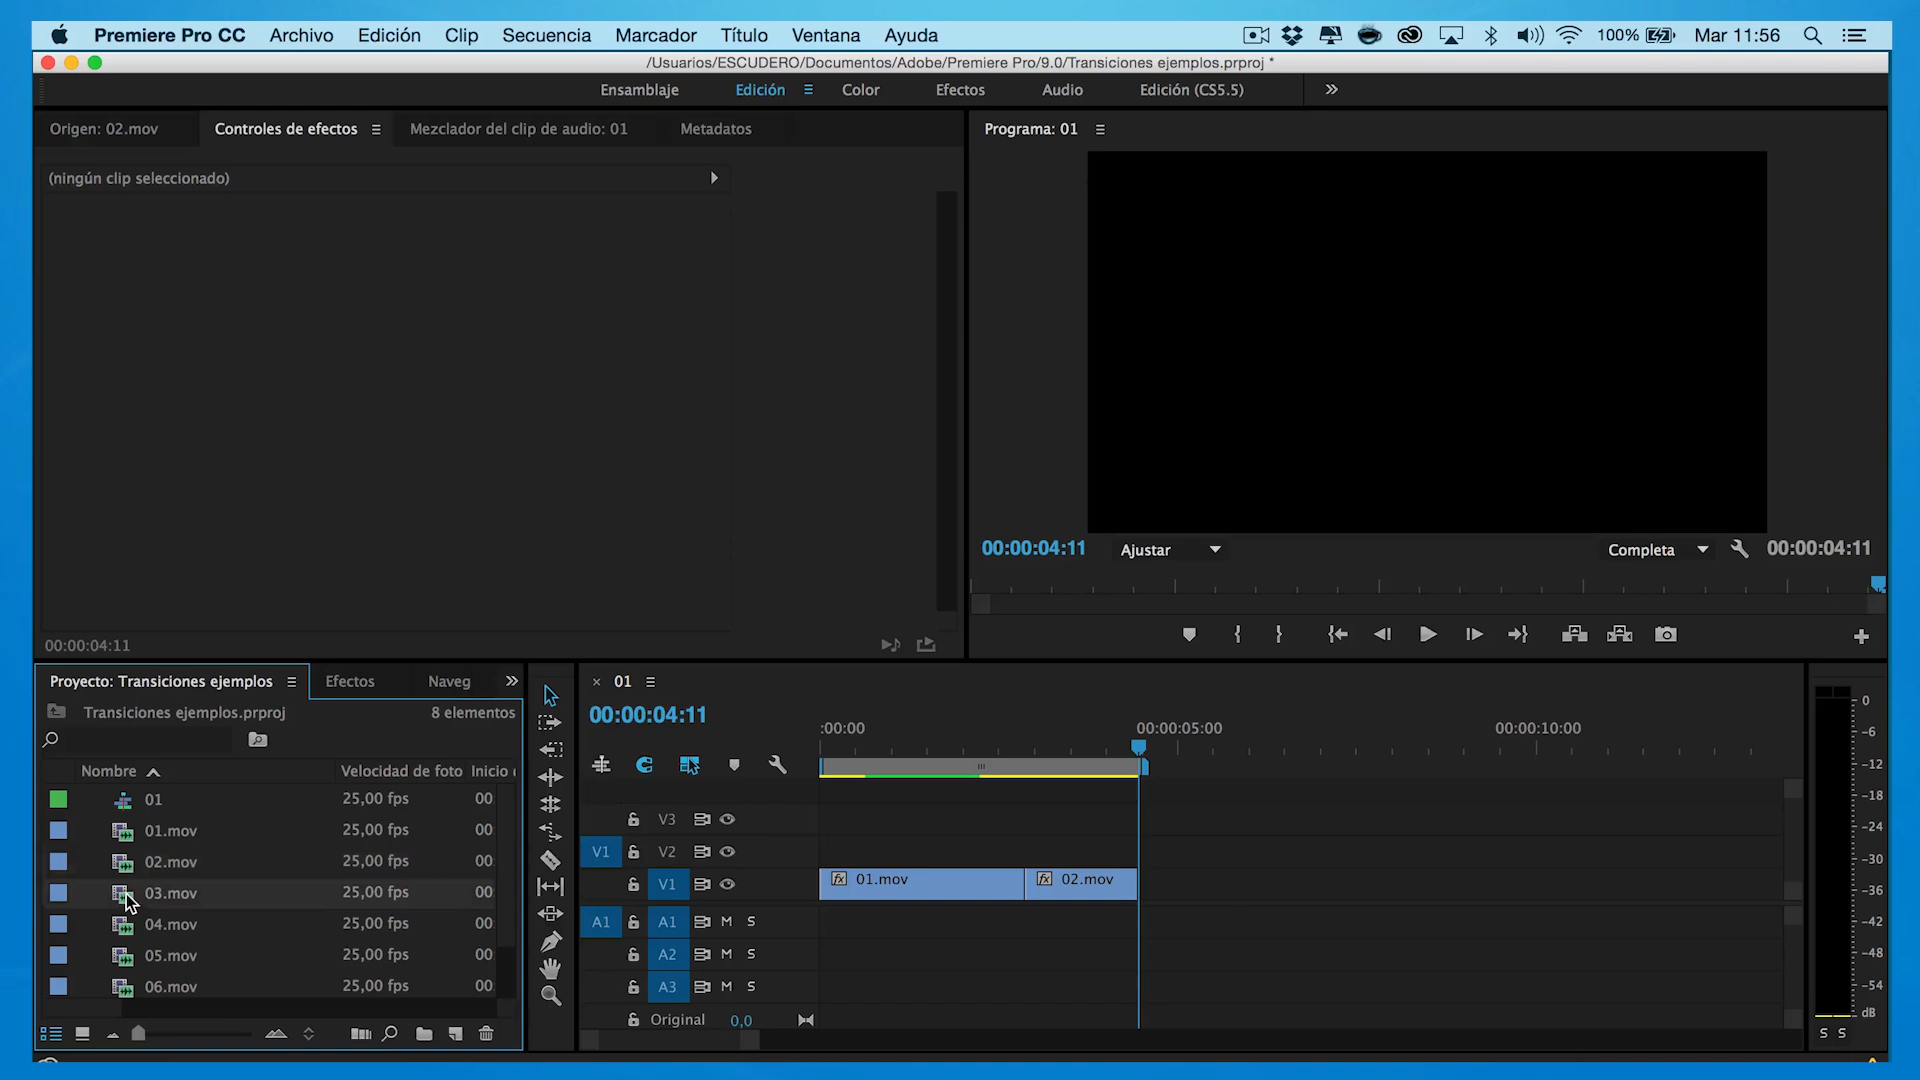 Premiere Pro CC Archivo Edición Clip Secuencia Marcador Título Ventana Ayuda 100% Mar 11:56
/Usuarios/ESCUDERO/Documentos/Adobe/Premiere Pro/9.0/Transiciones ejemplos.prproj *
Ensamblaje Edición Color Efectos Audio Edición (CS5.5)
Origen: 02.mov Controles de efectos Mezclador del clip de audio: 01 Metadatos
Programa: 01
(ningún clip seleccionado)
00:00:04:11 Ajustar Completa 00:00:04:11
00:00:04:11
Proyecto: Transiciones ejemplos Efectos Naveg
Transiciones ejemplos.prproj 8 elementos
Nombre Velocidad de foto Inicio
01 25,00 fps 00
01.mov 25,00 fps 00
02.mov 25,00 fps 00
03.mov 25,00 fps 00
04.mov 25,00 fps 00
05.mov 25,00 fps 00
06.mov 25,00 fps 00
× 01
00:00:04:11
:00:00 00:00:05:00 00:00:10:00
V3
V1 V2
V1 fx 01.mov fx 02.mov
A1 A1 M S
A2 M S
A3 M S
Original 0,0
0
-6
-12
-18
-24
-30
-36
-42
-48
-54
dB
S S